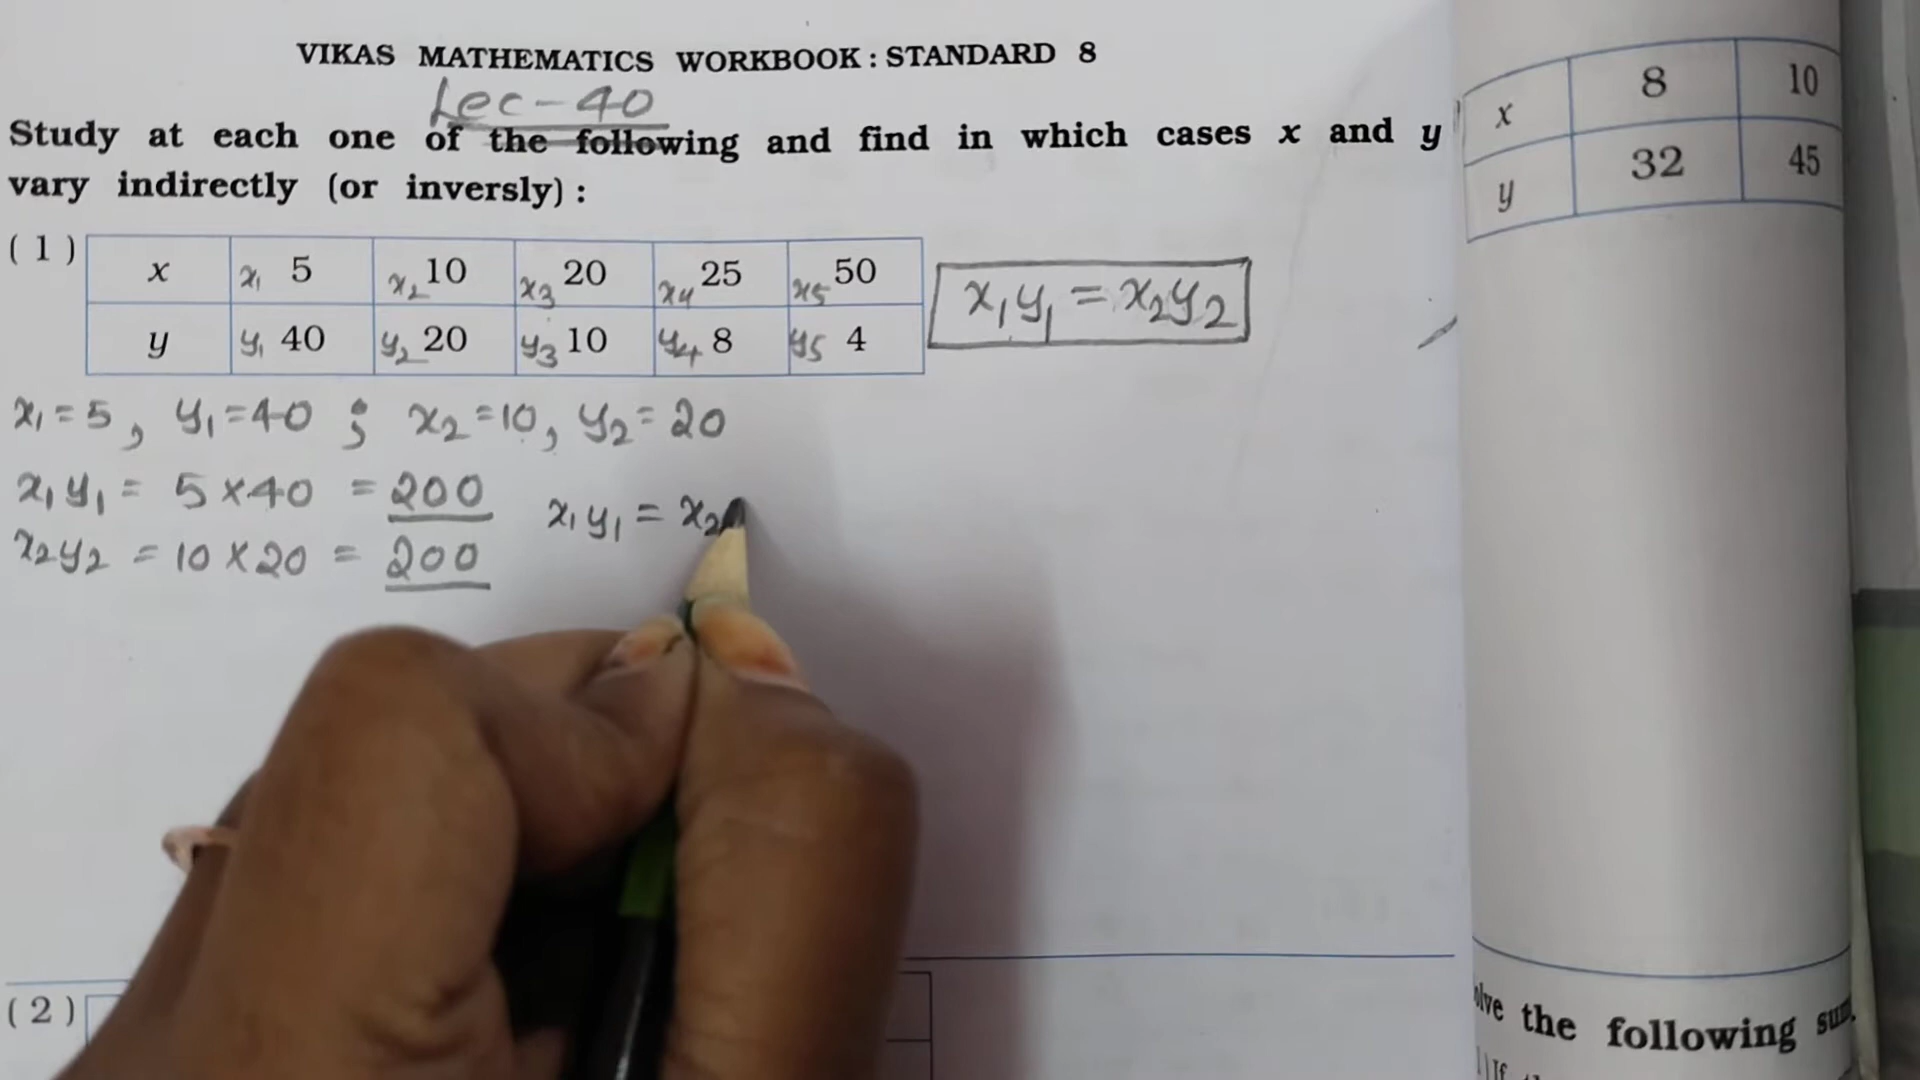 VIKAS MATHEMATICS WORKBOOK : STANDARD 8
Lec - 40
Study at each one of the following and find in which cases x and y
vary indirectly (or inversly) :
( 1 )
x x₁ 5 x₂ 10 x₃ 20 x₄ 25 x₅ 50
y y₁ 40 y₂ 20 y₃ 10 y₄ 8 y₅ 4
x₁y₁ = x₂y₂
x₁ = 5 , y₁ = 40 ; x₂ = 10 , y₂ = 20
x₁y₁ = 5 × 40 = 200
x₂y₂ = 10 × 20 = 200
x₁y₁ = x₂
( 2 )
x 8 10
y 32 45
the following